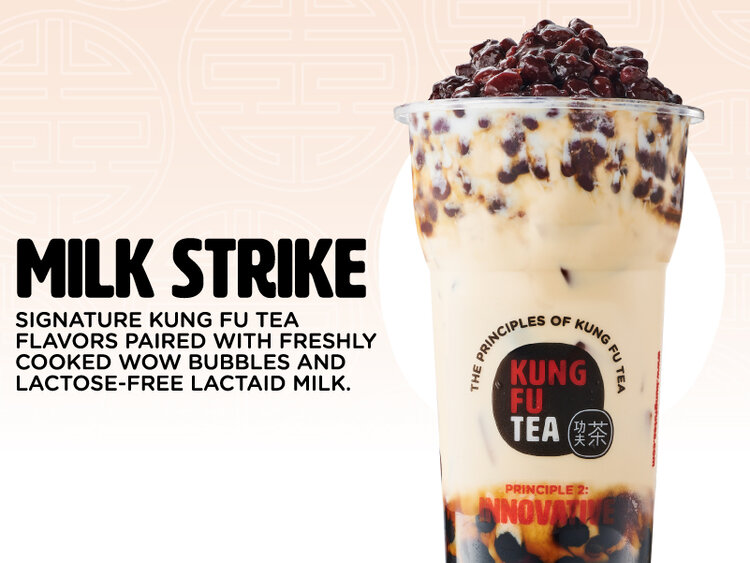 MILK STRIKE
SIGNATURE KUNG FU TEA
FLAVORS PAIRED WITH FRESHLY
COOKED WOW BUBBLES AND
LACTOSE-FREE LACTAID MILK.
THE PRINCIPLES OF KUNG FU TEA
KUNG
FU
TEA
功夫
茶
PRINCIPLE 2:
INNOVATIVE